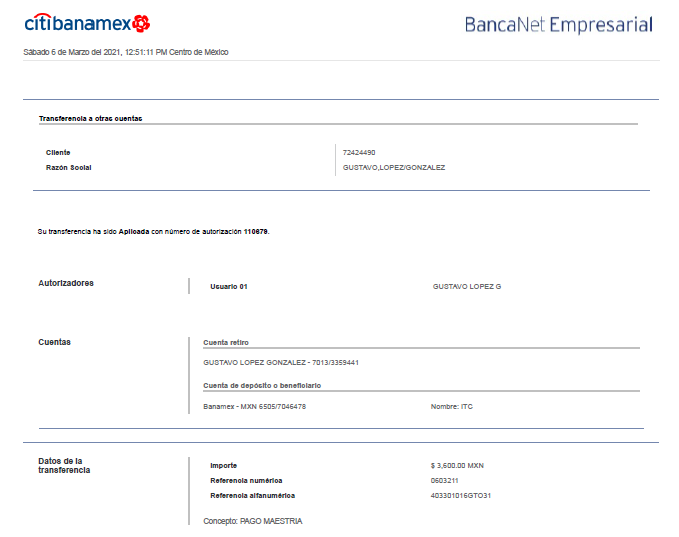 citibanamex
BancaNet Empresarial
Sábado 6 de Marzo del 2021, 12:51:11 PM Centro de México
Transferencia a otras cuentas
Cliente 72424490
Razón Social GUSTAVO,LOPEZ/GONZALEZ
Su transferencia ha sido Aplicada con número de autorización 110679.
Autorizadores Usuario 01 GUSTAVO LOPEZ G
Cuentas Cuenta retiro
GUSTAVO LOPEZ GONZALEZ - 7013/3359441
Cuenta de depósito o beneficiario
Banamex - MXN 6505/7046478 Nombre: ITC
Datos de la
transferencia
Importe $ 3,600.00 MXN
Referencia numérica 0603211
Referencia alfanumérica 403301016GTO31
Concepto: PAGO MAESTRIA